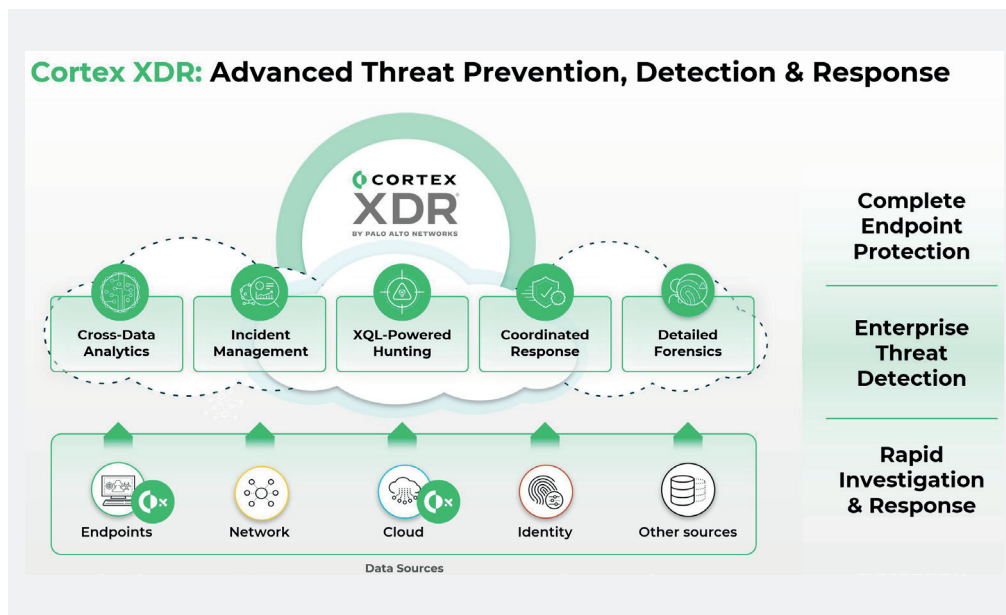 Cortex XDR: Advanced Threat Prevention, Detection & Response
CORTEX
XDR
BY PALO ALTO NETWORKS
Cross-Data
Analytics
Incident
Management
XQL-Powered
Hunting
Coordinated
Response
Detailed
Forensics
Endpoints
Network
Cloud
Identity
Other sources
Data Sources
Complete
Endpoint
Protection
Enterprise
Threat
Detection
Rapid
Investigation
& Response